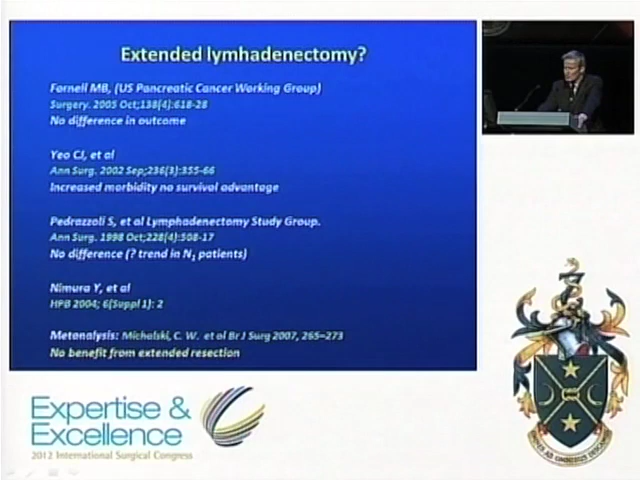 Extended lymhadenectomy?
Fornell MB, (US Pancreatic Cancer Working Group)
Surgery. 2005 Oct;138(4):618-28
No difference in outcome
Yeo CJ, et al
Ann Surg. 2002 Sep;236(3):355-66
Increased morbidity no survival advantage
Pedrazzoli S, et al Lymphadenectomy Study Group.
Ann Surg. 1998 Oct;228(4):508-17
No difference (? trend in N1 patients)
Nimura Y, et al
HPB 2004; 6(Suppl 1): 2
Metanalysis: Michalski, C. W. et al Br J Surg 2007, 265–273
No benefit from extended resection
Expertise &
Excellence
2012 International Surgical Congress